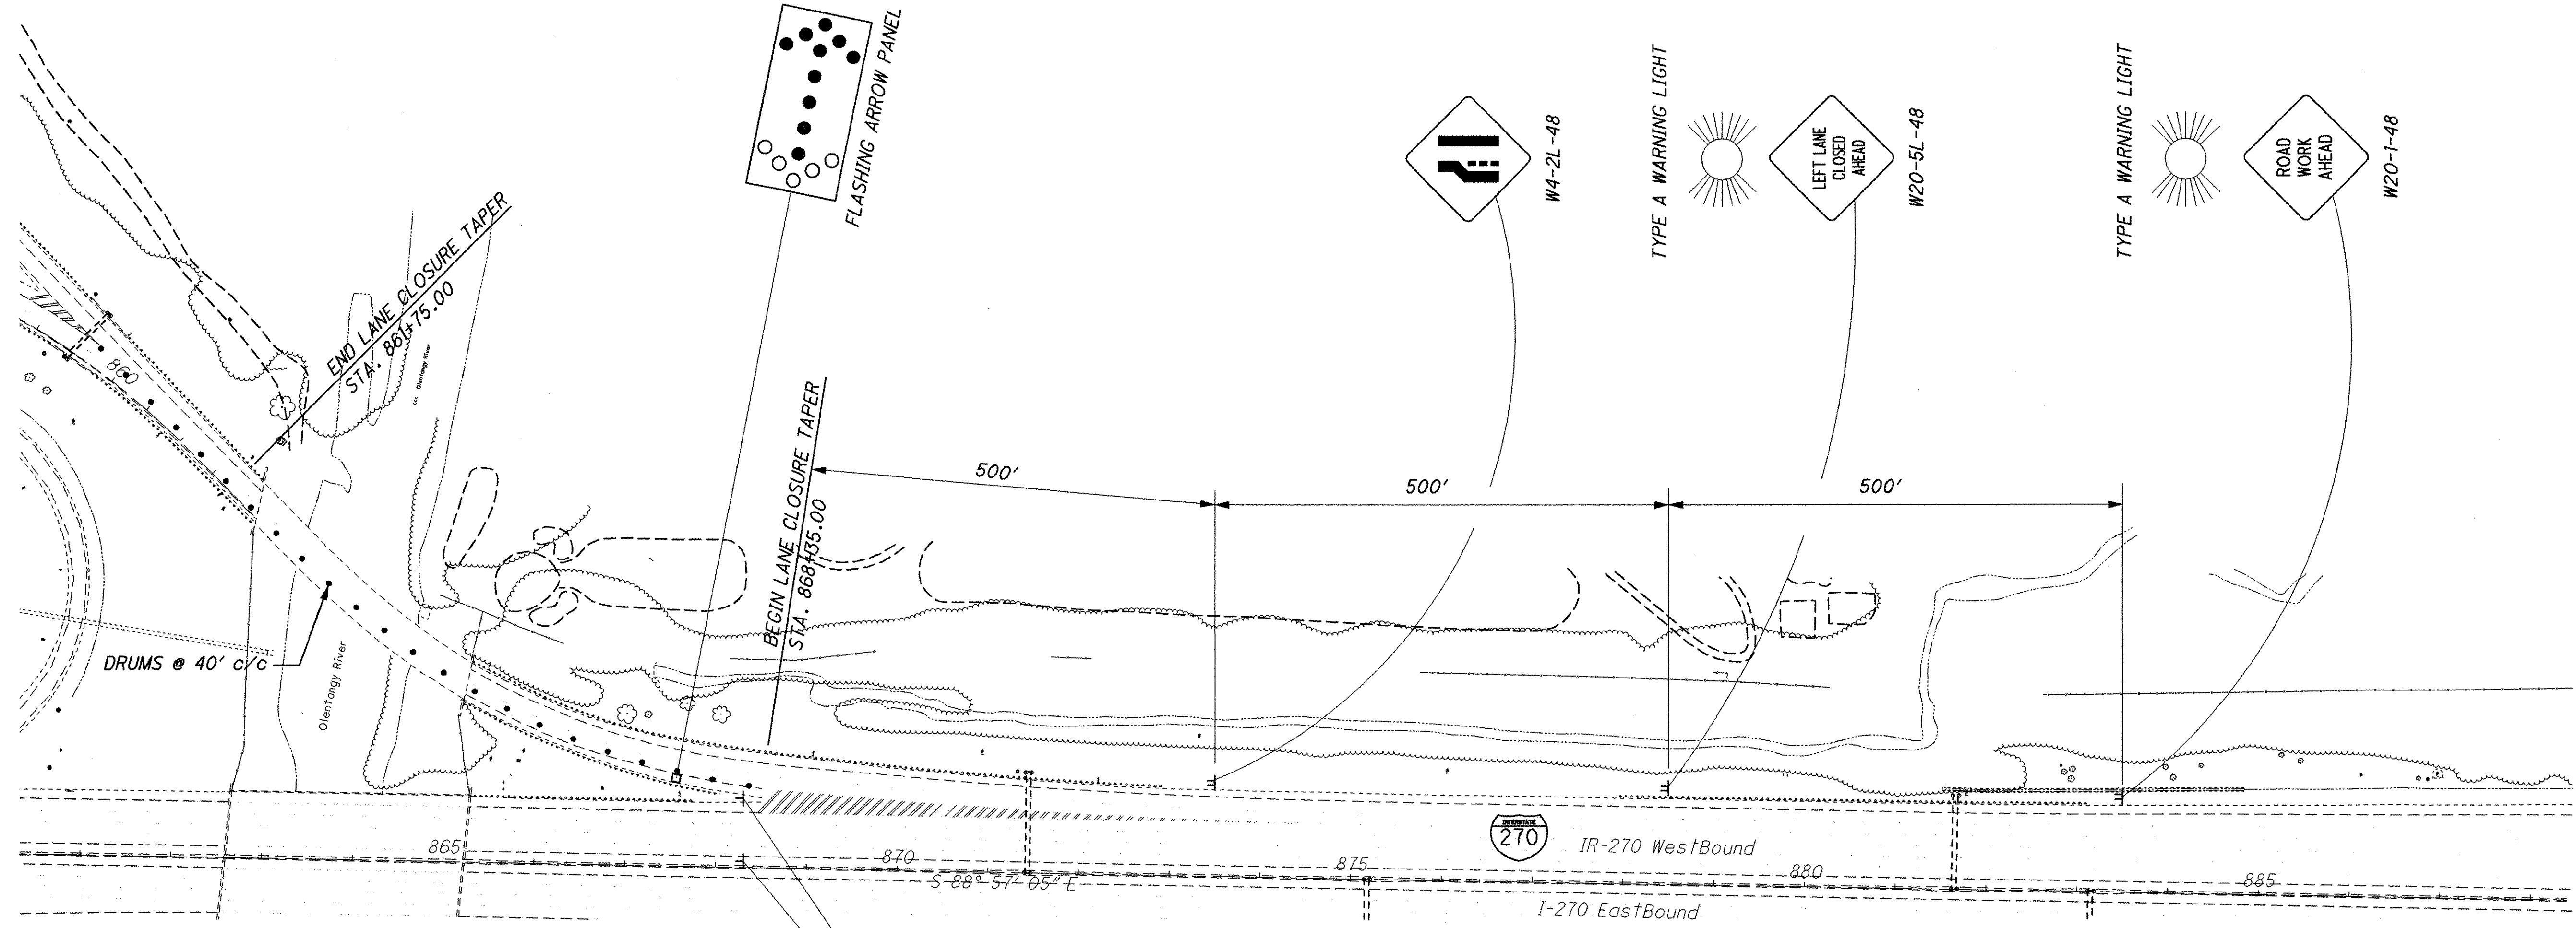 FLASHING ARROW PANEL
W4-2L-48
TYPE A WARNING LIGHT
LEFT LANE
CLOSED
AHEAD
W20-5L-48
TYPE A WARNING LIGHT
ROAD
WORK
AHEAD
W20-1-48
END LANE CLOSURE TAPER
STA. 861+75.00
860
Olentangy River
BEGIN LANE CLOSURE TAPER
STA. 868+35.00
500'
500'
500'
DRUMS @ 40' c/c
Olentangy River
INTERSTATE
270
IR-270 WestBound
865
870
875
880
885
S 88° 57' 05" E
I-270 EastBound